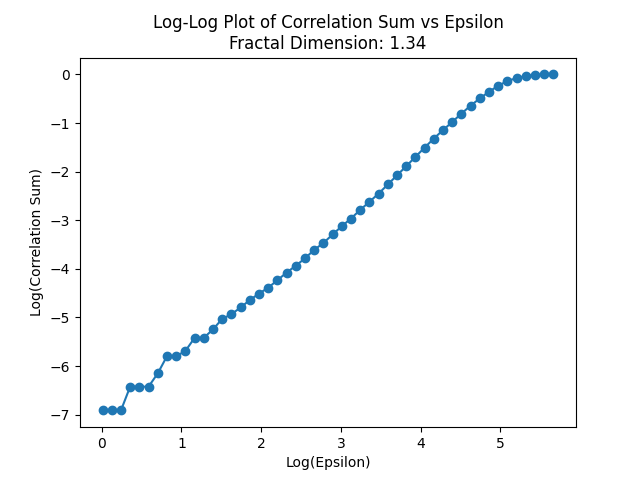 Log-Log Plot of Correlation Sum vs Epsilon
Fractal Dimension: 1.34
0
−1
−2
−3
−4
−5
−6
−7
Log(Correlation Sum)
0 1 2 3 4 5
Log(Epsilon)